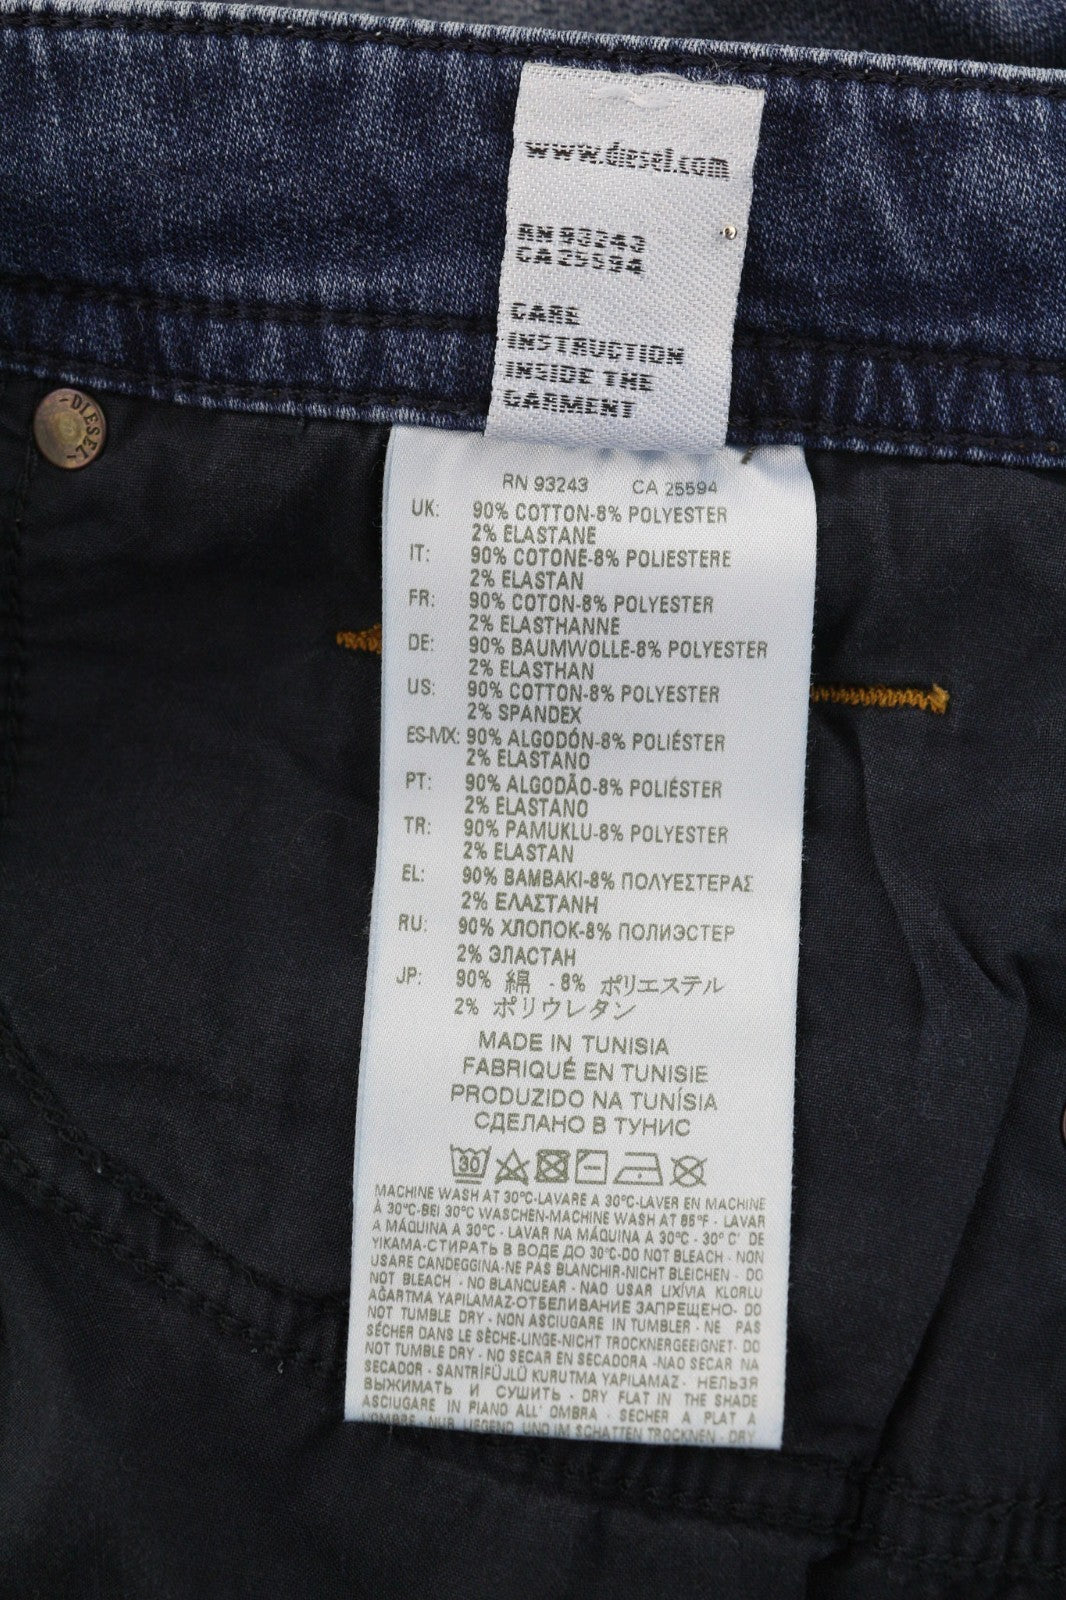 www.diesel.com
RN 93243
CA 25594
CARE
INSTRUCTION
INSIDE THE
GARMENT
DIESEL
RN 93243 CA 25594
UK: 90% COTTON-8% POLYESTER
2% ELASTANE
IT: 90% COTONE-8% POLIESTERE
2% ELASTAN
FR: 90% COTON-8% POLYESTER
2% ELASTHANNE
DE: 90% BAUMWOLLE-8% POLYESTER
2% ELASTHAN
US: 90% COTTON-8% POLYESTER
2% SPANDEX
ES-MX: 90% ALGODÓN-8% POLIÉSTER
2% ELASTANO
PT: 90% ALGODÃO-8% POLIÉSTER
2% ELASTANO
TR: 90% PAMUKLU-8% POLYESTER
2% ELASTAN
EL: 90% ΒΑΜΒΑΚΙ-8% ΠΟΛΥΕΣΤΕΡΑΣ
2% ΕΛΑΣΤΑΝΗ
RU: 90% ХЛОПОК-8% ПОЛИЭСТЕР
2% ЭЛАСТАН
JP: 90% 綿 - 8% ポリエステル
2% ポリウレタン
MADE IN TUNISIA
FABRIQUÉ EN TUNISIE
PRODUZIDO NA TUNÍSIA
СДЕЛАНО В ТУНИС
30
MACHINE WASH AT 30°C-LAVARE A 30°C-LAVER EN MACHINE
À 30°C-BEI 30°C WASCHEN-MACHINE WASH AT 85°F - LAVAR
A MÁQUINA A 30°C - LAVAR NA MÁQUINA A 30°C - 30° C' DE
YIKAMA-СТИРАТЬ В ВОДЕ ДО 30°C-DO NOT BLEACH - NON
USARE CANDEGGINA-NE PAS BLANCHIR-NICHT BLEICHEN - DO
NOT BLEACH - NO BLANQUEAR - NAO USAR LIXÍVIA KLORLU
AĞARTMA YAPILAMAZ-ОТБЕЛИВАНИЕ ЗАПРЕЩЕНО- DO
NOT TUMBLE DRY - NON ASCIUGARE IN TUMBLER - NE PAS
SÉCHER DANS LE SÈCHE-LINGE-NICHT TROCKNERGEEIGNET- DO
NOT TUMBLE DRY - NO SECAR EN SECADORA -NAO SECAR NA
SECADOR - SANTRİFÜJLÜ KURUTMA YAPILAMAZ - НЕЛЬЗЯ
ВЫЖИМАТЬ И СУШИТЬ - DRY FLAT IN THE SHADE
ASCIUGARE IN PIANO ALL' OMBRA - SÉCHER À PLAT A
L'OMBRE - NUR LIEGEND UND IM SCHATTEN TROCKNEN - DRY